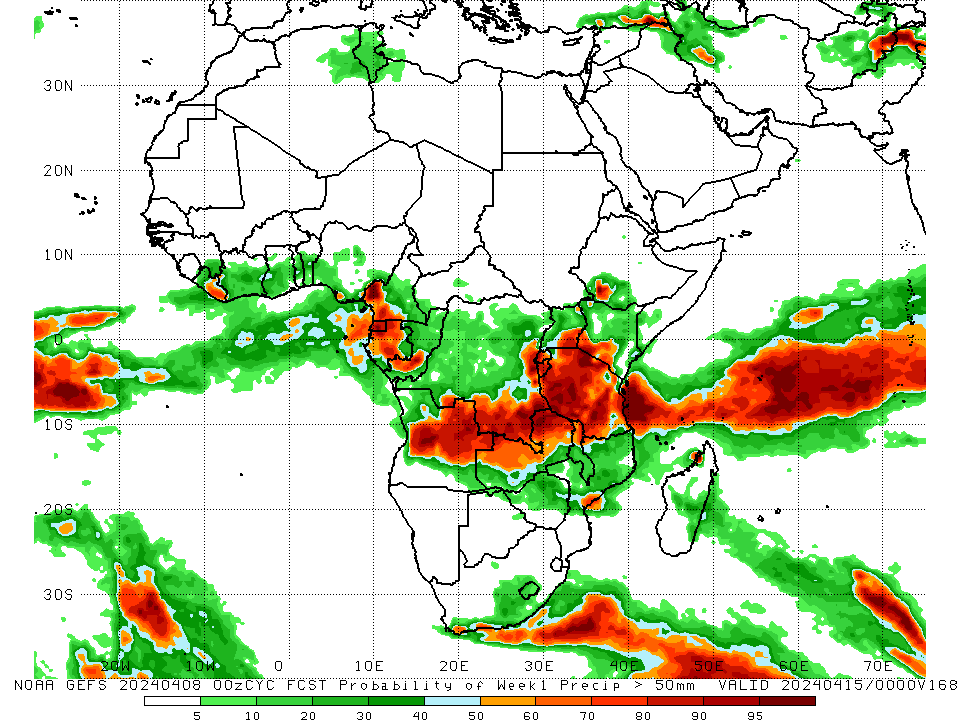 30N
20N
10N
0
10S
20S
30S
20W 10W 0 10E 20E 30E 40E 50E 60E 70E
NOAA GEFS 20240408 00zCYC FCST Probability of Week1 Precip > 50mm VALID 20240415/0000V168
5 10 20 30 40 50 60 70 80 90 95